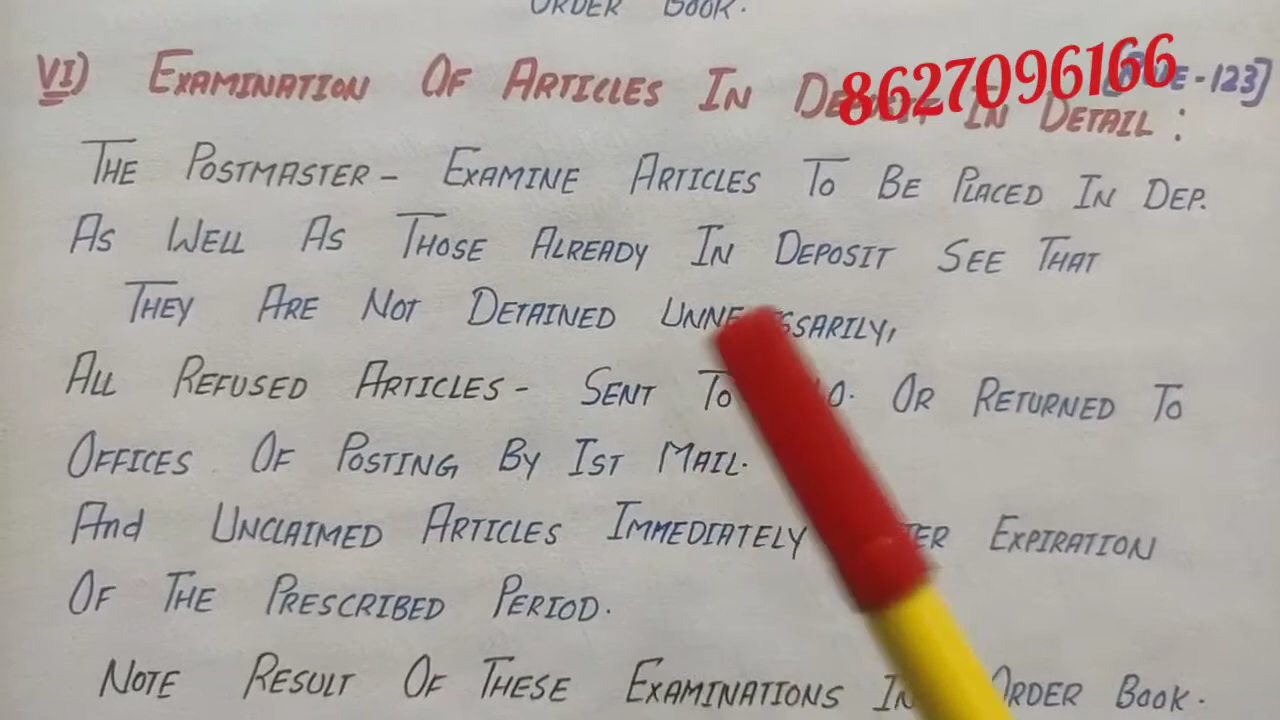 ORDER BOOK.
VI) EXAMINATION OF ARTICLES IN DEPOSIT IN DETAIL :
8627096166
-123]
THE POSTMASTER - EXAMINE ARTICLES TO BE PLACED IN DEP.
AS WELL AS THOSE ALREADY IN DEPOSIT SEE THAT
THEY ARE NOT DETAINED
ALL REFUSED ARTICLES - SENT TO OR RETURNED TO
OFFICES OF POSTING BY IST MAIL.
And UNCLAIMED ARTICLES IMMEDIATELY EXPIRATION
OF THE PRESCRIBED PERIOD.
NOTE RESULT OF THESE EXAMINATIONS IN ORDER BOOK.